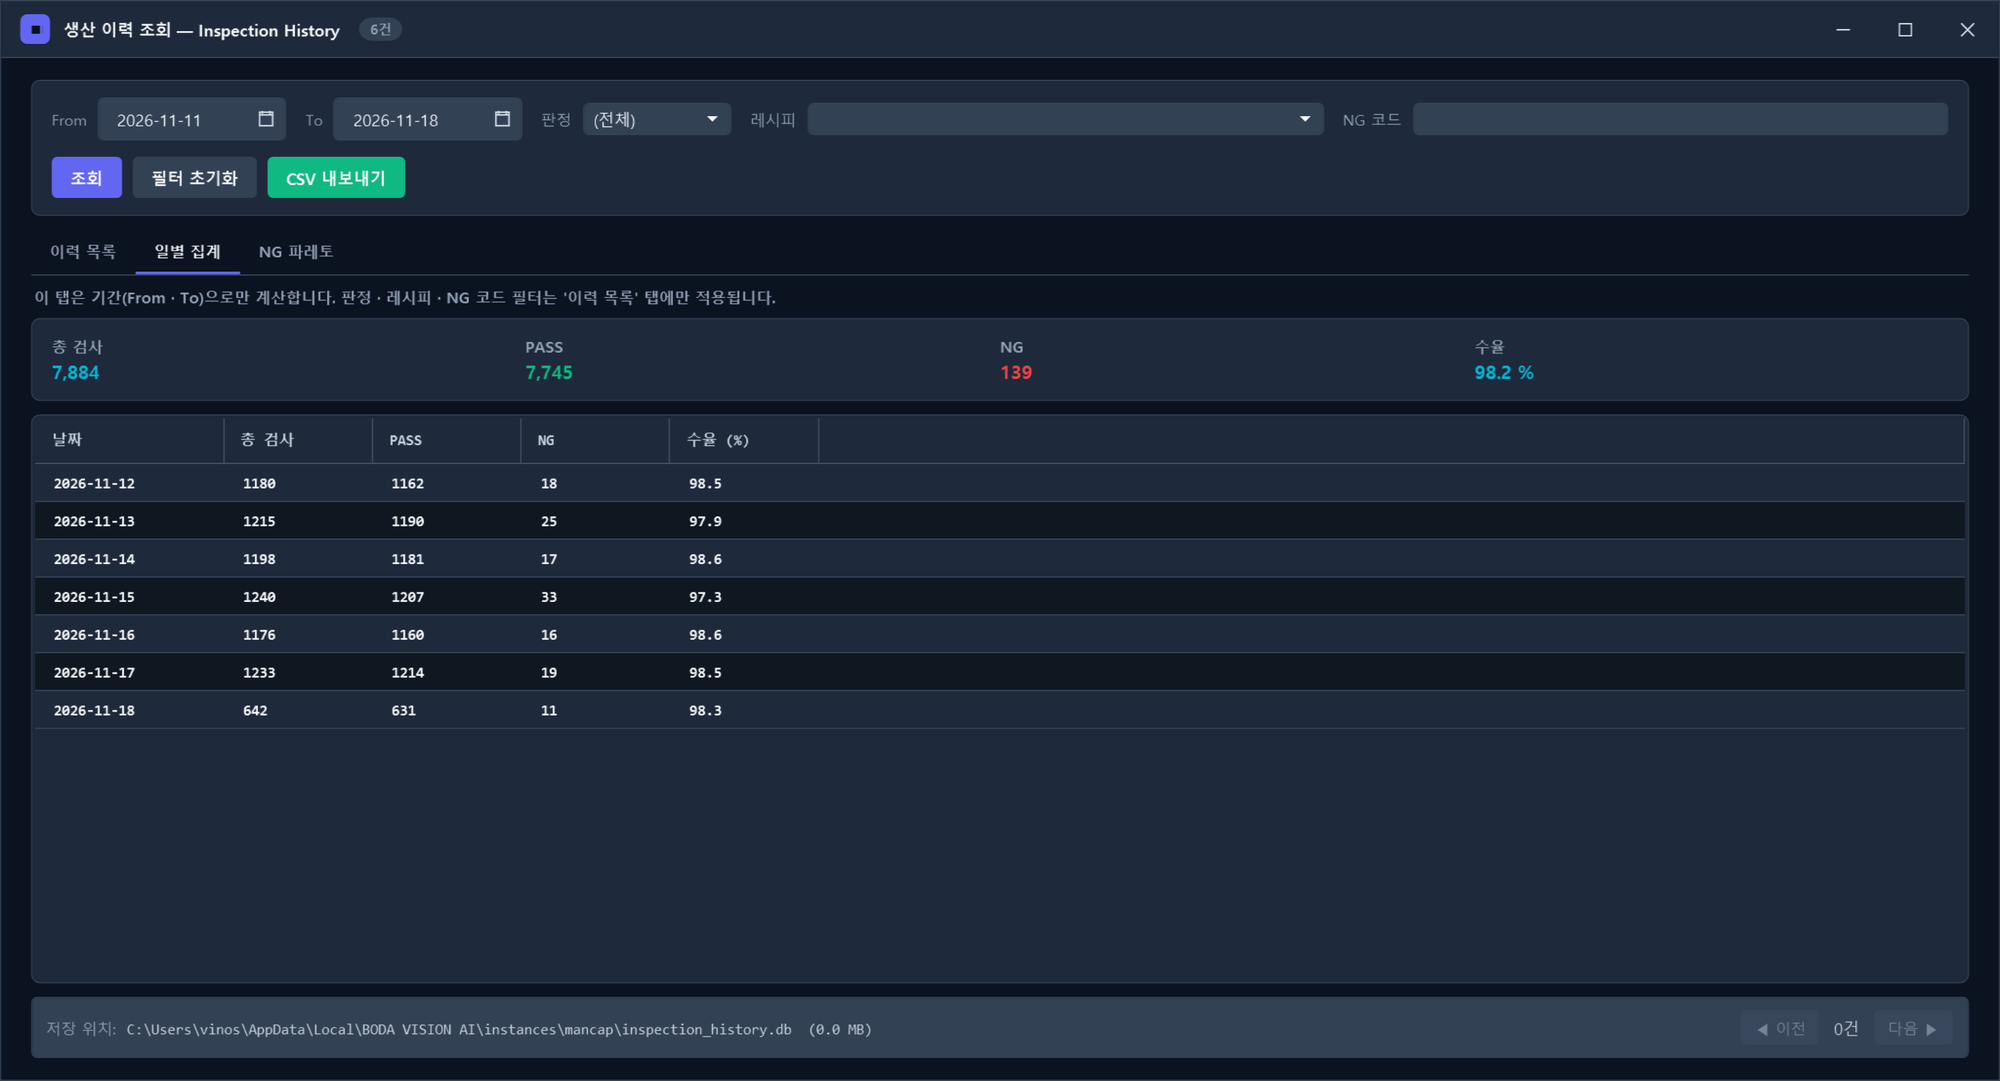 생산 이력 조회 — Inspection History 6건
From 2026-11-11 To 2026-11-18 판정 (전체) 레시피 NG 코드
조회 필터 초기화 CSV 내보내기
이력 목록 일별 집계 NG 파레토
이 탭은 기간(From · To)으로만 계산합니다. 판정 · 레시피 · NG 코드 필터는 '이력 목록' 탭에만 적용됩니다.
총 검사 PASS NG 수율
7,884 7,745 139 98.2 %
날짜 총 검사 PASS NG 수율 (%)
2026-11-12 1180 1162 18 98.5
2026-11-13 1215 1190 25 97.9
2026-11-14 1198 1181 17 98.6
2026-11-15 1240 1207 33 97.3
2026-11-16 1176 1160 16 98.6
2026-11-17 1233 1214 19 98.5
2026-11-18 642 631 11 98.3
저장 위치: C:\Users\vinos\AppData\Local\BODA VISION AI\instances\mancap\inspection_history.db (0.0 MB) ◀ 이전 0건 다음 ▶